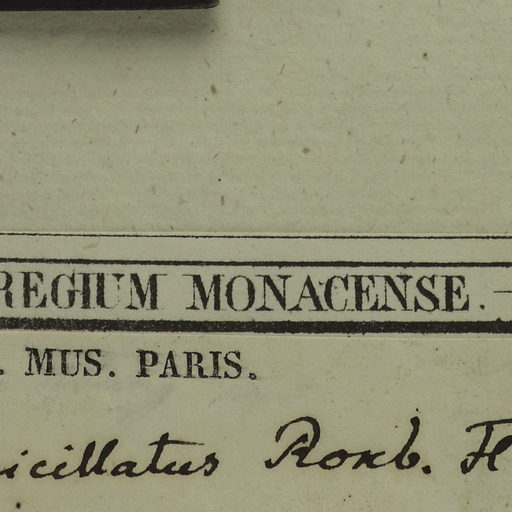 REGIUM MONACENSE. –
. MUS. PARIS.
icillatus Roxb. Fl